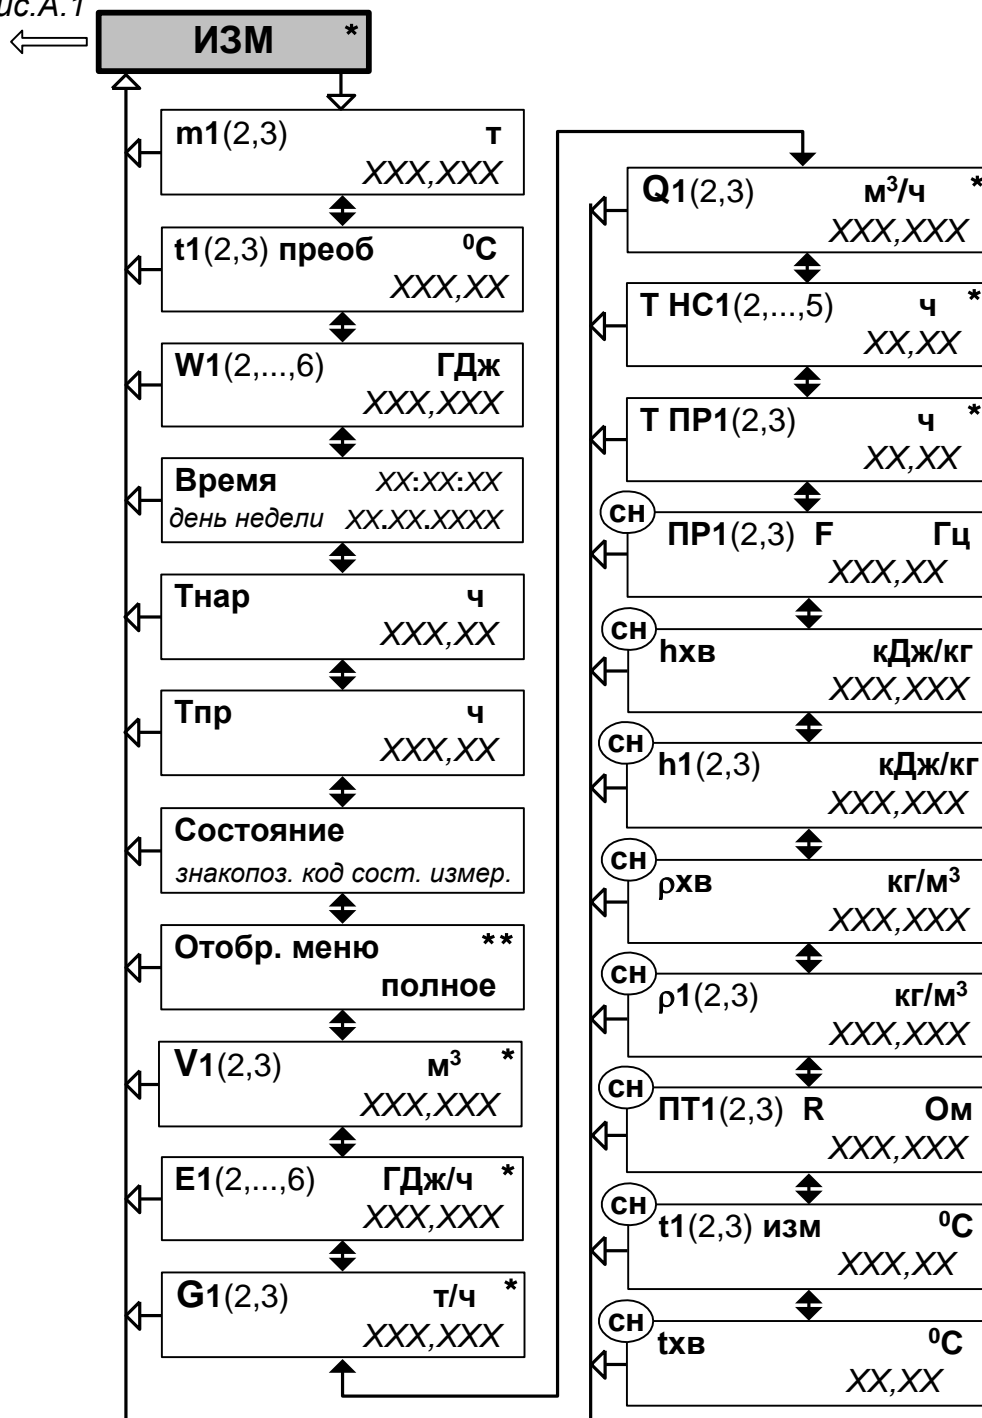 ис.А.1
ИЗМ *
m1(2,3) т
XXX,XXX
t1(2,3) преоб ⁰С
XXX,XX
W1(2,...,6) ГДж
XXX,XXX
Время XX:XX:XX
день недели XX.XX.XXXX
Тнар ч
XXX,XX
Тпр ч
XXX,XX
Состояние
знакопоз. код сост. измер.
Отобр. меню **
полное
V1(2,3) м³ *
XXX,XXX
E1(2,...,6) ГДж/ч *
XXX,XXX
G1(2,3) т/ч *
XXX,XXX
Q1(2,3) м³/ч *
XXX,XXX
Т НС1(2,...,5) ч *
XX,XX
Т ПР1(2,3) ч *
XX,XX
СН
ПР1(2,3) F Гц
XXX,XX
СН
hхв кДж/кг
XXX,XXX
СН
h1(2,3) кДж/кг
XXX,XXX
СН
ρхв кг/м³
XXX,XXX
СН
ρ1(2,3) кг/м³
XXX,XXX
СН
ПТ1(2,3) R Ом
XXX,XXX
СН
t1(2,3) изм ⁰С
XXX,XX
СН
tхв ⁰С
XX,XX